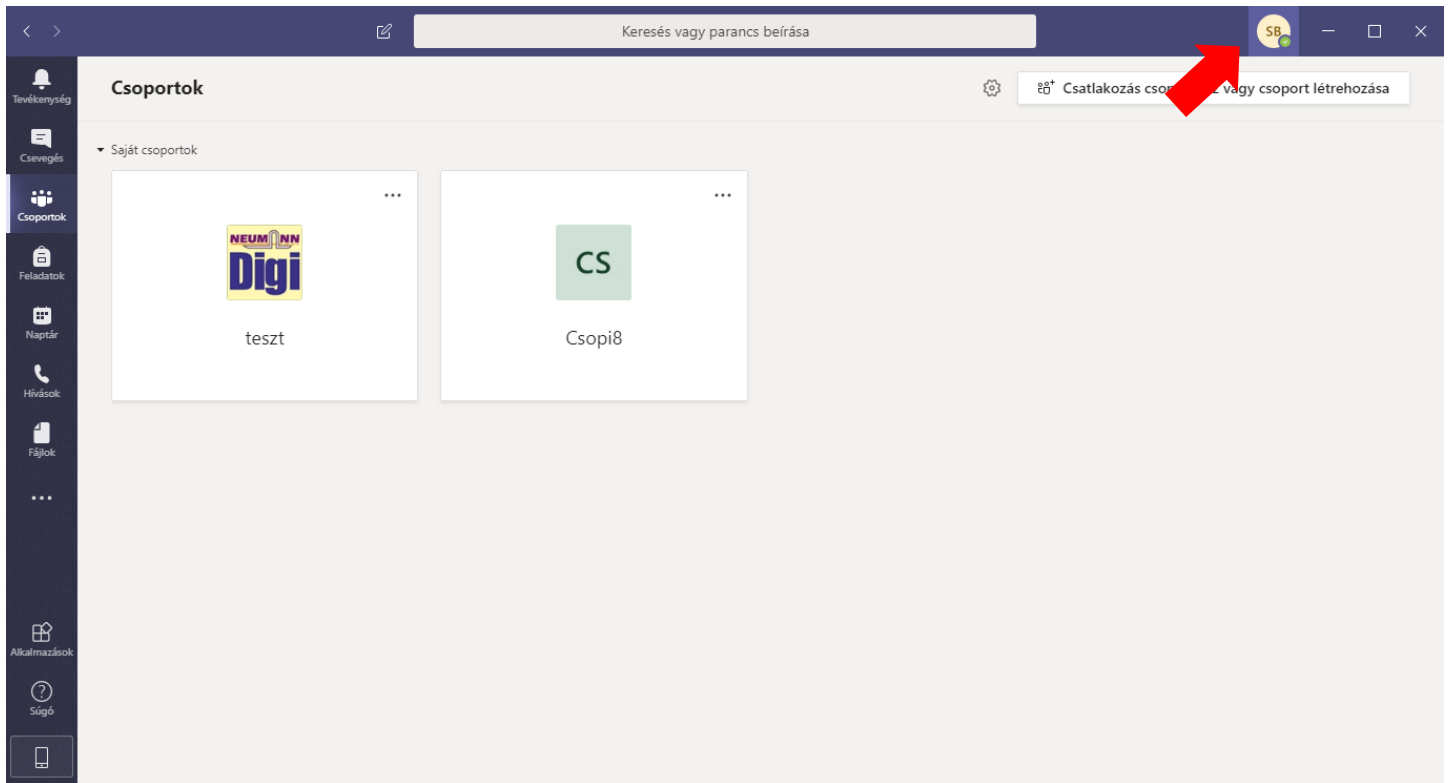 Keresés vagy parancs beírása
SB
Tevékenység
Csoportok
Csatlakozás csop vagy csoport létrehozása
Csevegés
Saját csoportok
Csoportok
NEUMANN
Digi
CS
Feladatok
Naptár
teszt
Csopi8
Hívások
Fájlok
Alkalmazások
Súgó